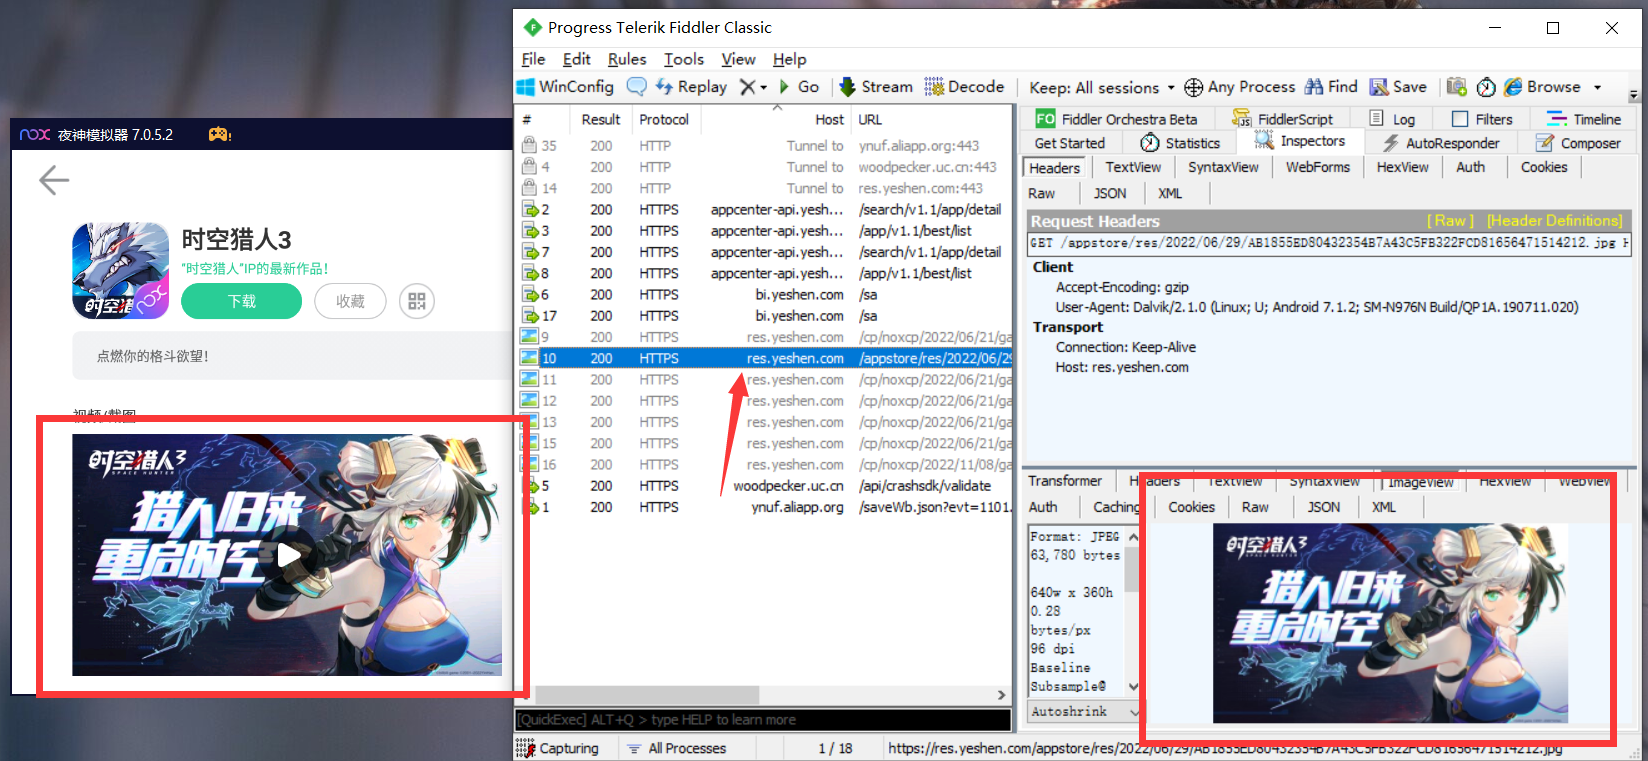 nox 夜神模拟器 7.0.5.2
时空猎人3
"时空猎人"IP的最新作品!
下载
收藏
时空猎
nox
点燃你的格斗欲望!
视频/截图
时空猎人3
SPACE HUNTER
猎人归来
重启时空
Progress Telerik Fiddler Classic
File Edit Rules Tools View Help
WinConfig Replay Go Stream Decode Keep: All sessions Any Process Find Save Browse
# Result Protocol Host URL
35 200 HTTP Tunnel to ynuf.aliapp.org:443
4 200 HTTP Tunnel to woodpecker.uc.cn:443
14 200 HTTP Tunnel to res.yeshen.com:443
2 200 HTTPS appcenter-api.yesh... /search/v1.1/app/detail
3 200 HTTPS appcenter-api.yesh... /app/v1.1/best/list
7 200 HTTPS appcenter-api.yesh... /search/v1.1/app/detail
8 200 HTTPS appcenter-api.yesh... /app/v1.1/best/list
6 200 HTTPS bi.yeshen.com /sa
17 200 HTTPS bi.yeshen.com /sa
9 200 HTTPS res.yeshen.com /cp/noxcp/2022/06/21/ga
10 200 HTTPS res.yeshen.com /appstore/res/2022/06/29
11 200 HTTPS res.yeshen.com /cp/noxcp/2022/06/21/ga
12 200 HTTPS res.yeshen.com /cp/noxcp/2022/06/21/ga
13 200 HTTPS res.yeshen.com /cp/noxcp/2022/06/21/ga
15 200 HTTPS res.yeshen.com /cp/noxcp/2022/06/21/ga
16 200 HTTPS res.yeshen.com /cp/noxcp/2022/11/08/ga
5 200 HTTPS woodpecker.uc.cn /api/crashsdk/validate
1 200 HTTPS ynuf.aliapp.org /saveWb.json?evt=1101.
[QuickExec] ALT+Q > type HELP to learn more
Capturing All Processes 1 / 18 https://res.yeshen.com/appstore/res/2022/06/29/AB1855ED80432354B7A43C5FB322FCD81656471514212.jpg
FO Fiddler Orchestra Beta JS FiddlerScript Log Filters Timeline
Get Started Statistics Inspectors AutoResponder Composer
Headers TextView SyntaxView WebForms HexView Auth Cookies
Raw JSON XML
Request Headers [ Raw ] [Header Definitions]
GET /appstore/res/2022/06/29/AB1855ED80432354B7A43C5FB322FCD81656471514212.jpg H
Client
Accept-Encoding: gzip
User-Agent: Dalvik/2.1.0 (Linux; U; Android 7.1.2; SM-N976N Build/QP1A.190711.020)
Transport
Connection: Keep-Alive
Host: res.yeshen.com
Transformer Headers TextView SyntaxView ImageView HexView WebView
Auth Caching Cookies Raw JSON XML
Format: JPEG
63,780 bytes
640w x 360h
0.28
bytes/px
96 dpi
Baseline
Subsample@
Autoshrink
时空猎人3
SPACE HUNTER
猎人归来
重启时空